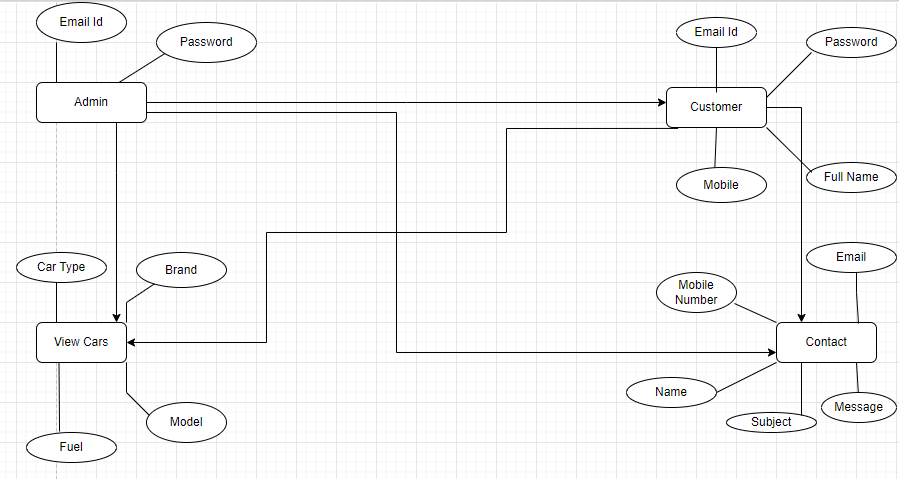 Email Id
Password
Admin
Email Id
Password
Customer
Mobile
Full Name
Car Type
Brand
View Cars
Fuel
Model
Email
Mobile
Number
Contact
Name
Subject
Message